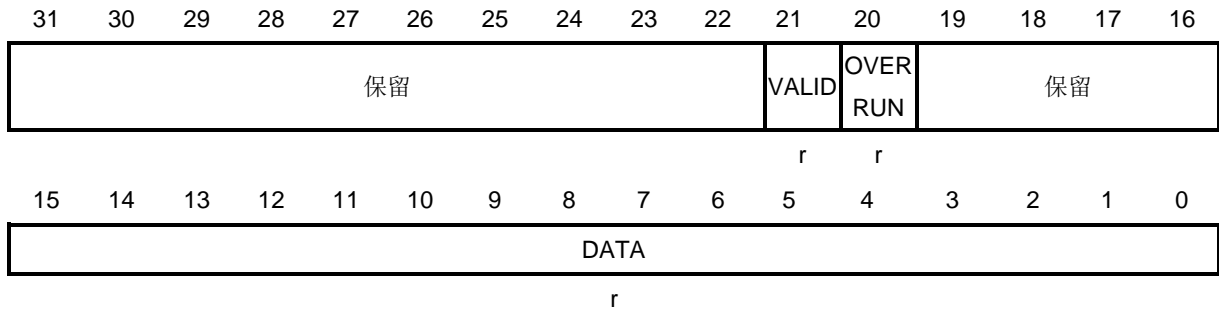 31 30 29 28 27 26 25 24 23 22 21 20 19 18 17 16
保留 VALID OVER RUN 保留
r r
15 14 13 12 11 10 9 8 7 6 5 4 3 2 1 0
DATA
r